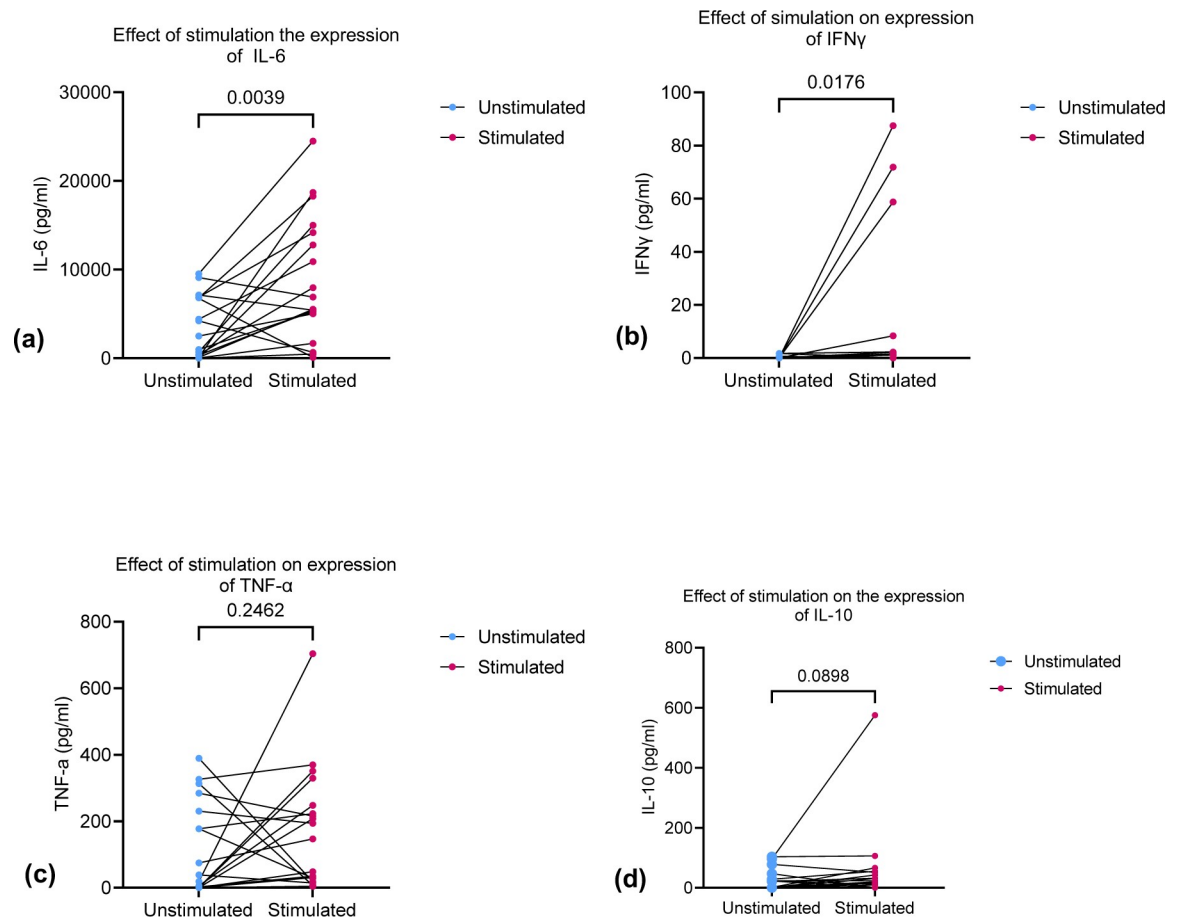 Effect of stimulation the expression
of IL-6
0.0039
30000
20000
10000
0
IL-6 (pg/ml)
Unstimulated
Stimulated
Unstimulated
Stimulated
(a)
Effect of simulation on expression
of IFNγ
0.0176
100
80
60
40
20
0
IFNγ (pg/ml)
Unstimulated
Stimulated
Unstimulated
Stimulated
(b)
Effect of stimulation on expression
of TNF-α
0.2462
800
600
400
200
0
TNF-a (pg/ml)
Unstimulated
Stimulated
Unstimulated
Stimulated
(c)
Effect of stimulation on the expression
of IL-10
0.0898
800
600
400
200
0
IL-10 (pg/ml)
Unstimulated
Stimulated
Unstimulated
Stimulated
(d)